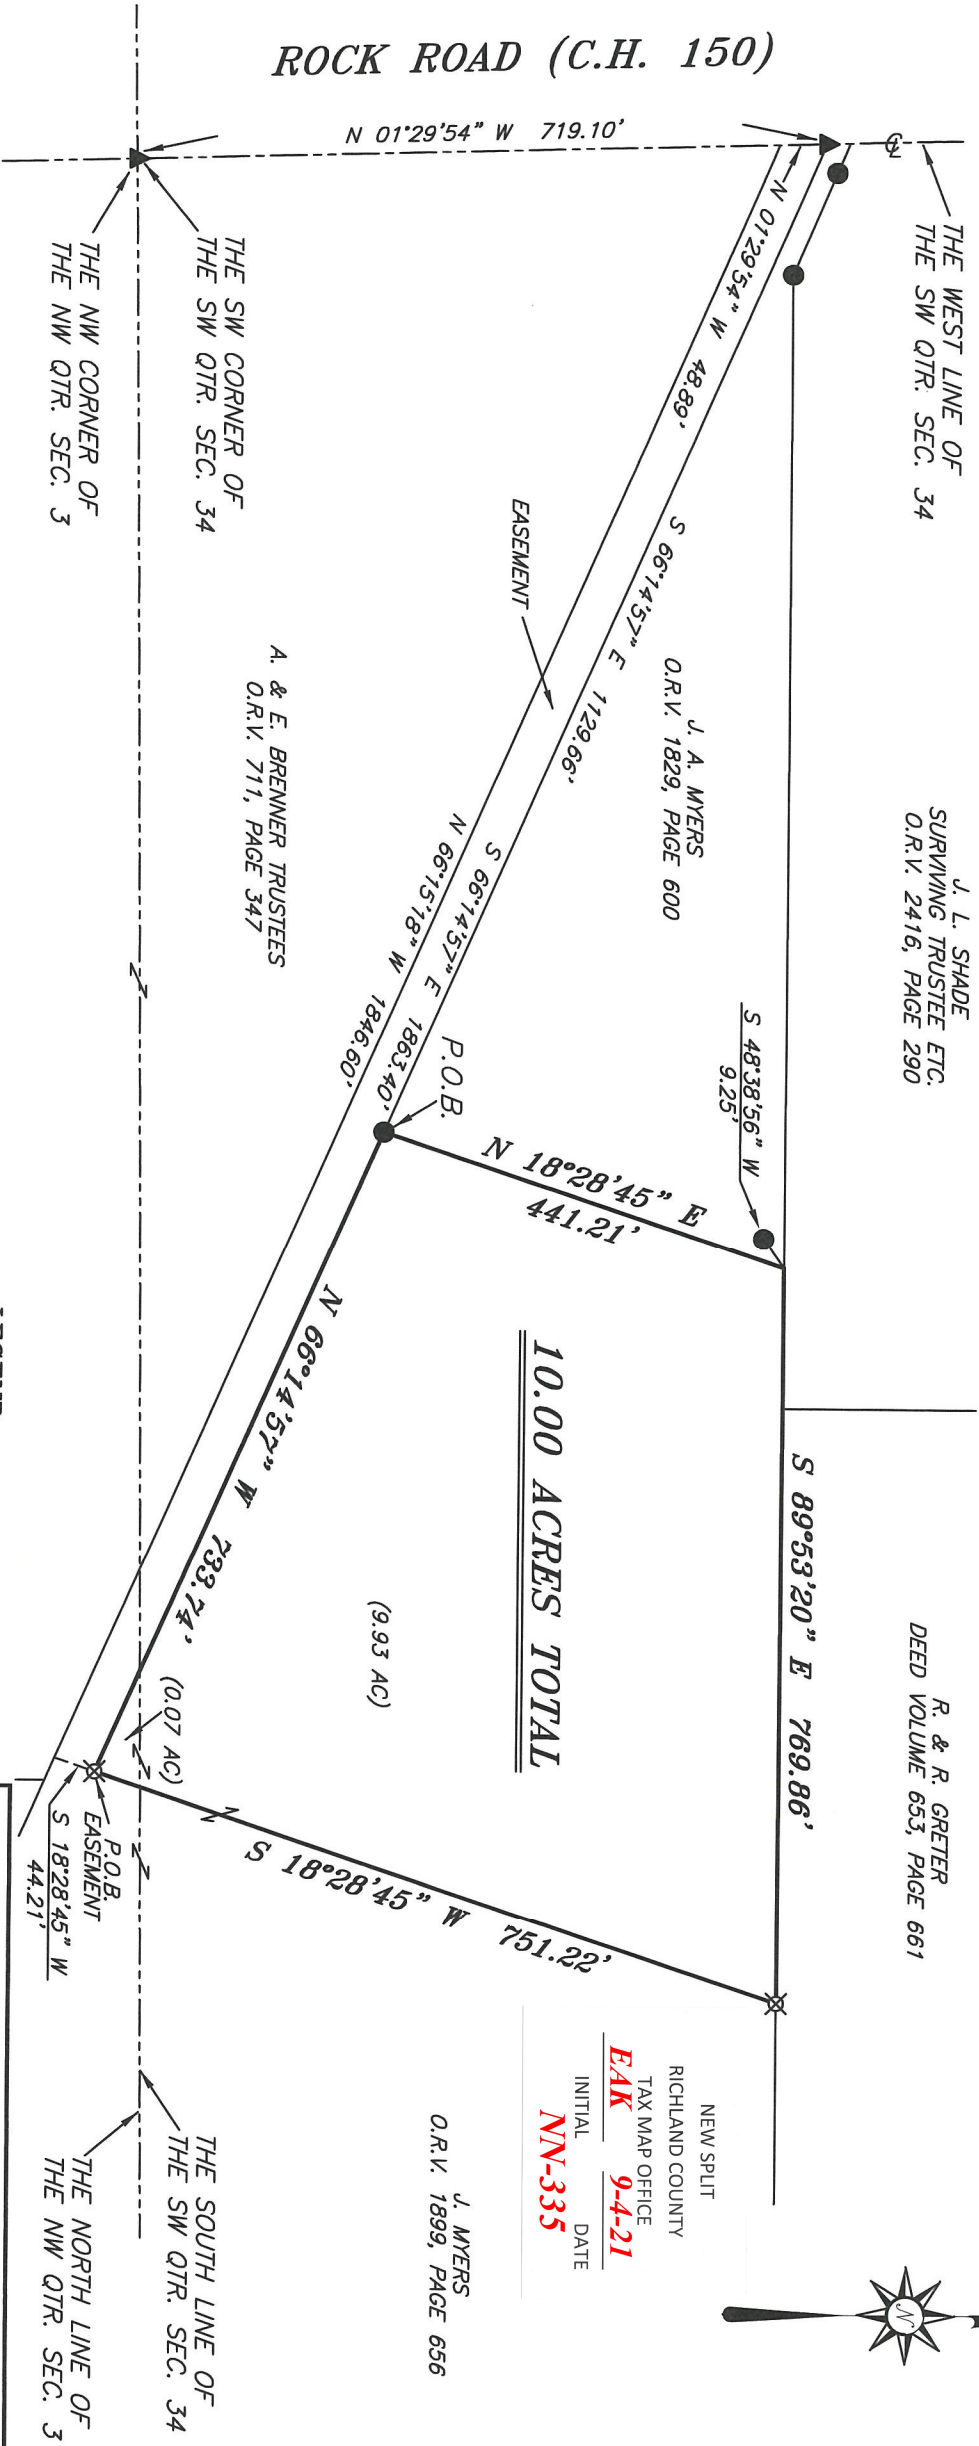 ROCK ROAD (C.H. 150)
N 01°29'54" W 719.10'
THE WEST LINE OF
THE SW QTR. SEC. 34
THE SW CORNER OF
THE SW QTR. SEC. 34
THE NW CORNER OF
THE NW QTR. SEC. 3
N 01°29'54" W 48.89'
S 66°14'57" E 1129.66'
EASEMENT
J. A. MYERS
O.R.V. 1829, PAGE 600
J. L. SHADE
SURVIVING TRUSTEE ETC.
O.R.V. 2416, PAGE 290
A. & E. BRENNER TRUSTEES
O.R.V. 711, PAGE 347
S 66°14'57" E 1863.40'
N 66°15'18" W 1846.60'
P.O.B.
S 48°38'56" W
9.25'
N 18°28'45" E
441.21'
10.00 ACRES TOTAL
(9.93 AC)
N 66°14'57" W 733.74'
(0.07 AC)
S 89°53'20" E 769.86'
R. & R. GRETER
DEED VOLUME 653, PAGE 661
S 18°28'45" W 751.22'
P.O.B.
EASEMENT
S 18°28'45" W
44.21'
NEW SPLIT
RICHLAND COUNTY
TAX MAP OFFICE
EAK 9-4-21
INITIAL DATE
NN-335
J. MYERS
O.R.V. 1899, PAGE 656
THE SOUTH LINE OF
THE SW QTR. SEC. 34
THE NORTH LINE OF
THE NW QTR. SEC. 3
N